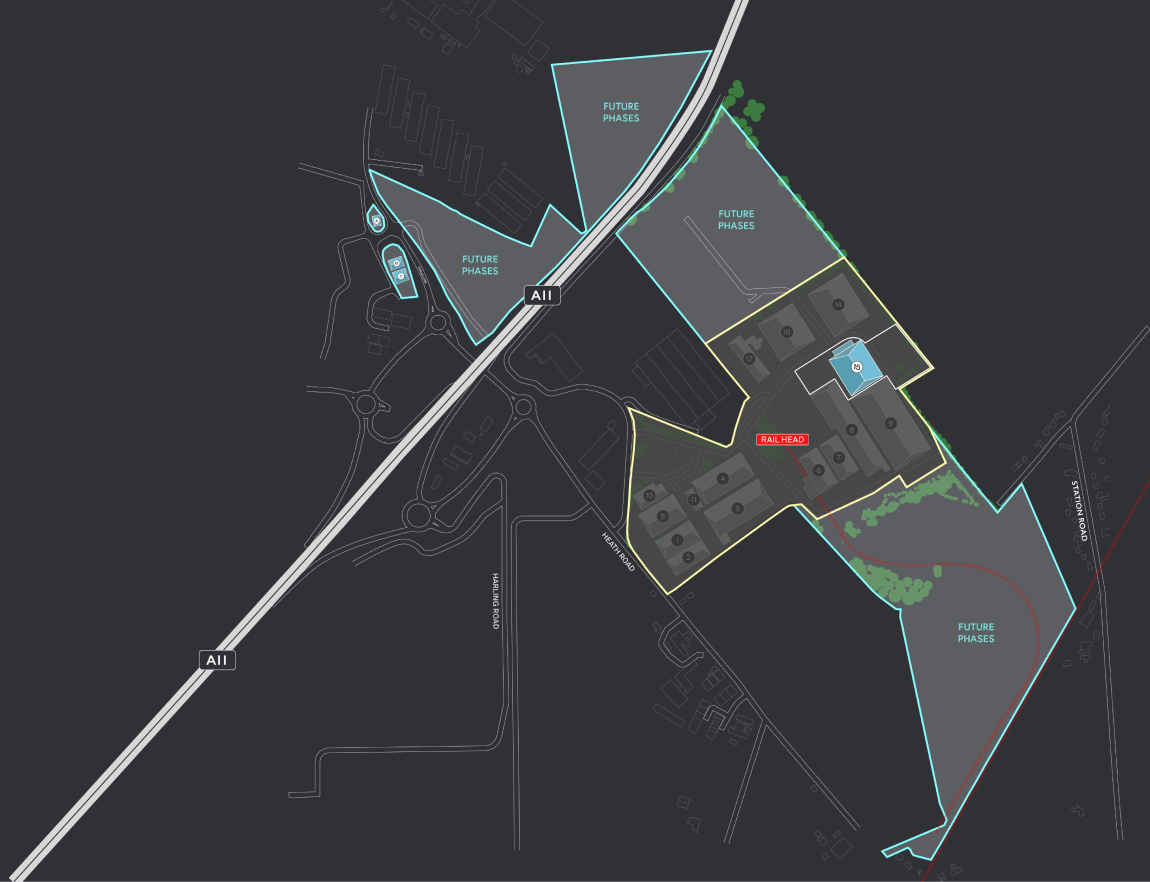 FUTURE
PHASES
FUTURE
PHASES
FUTURE
PHASES
A11
14
13
12
15
9
8
RAIL HEAD
7
6
4
10
11
3
5
1
2
STATION ROAD
HEATH ROAD
HARLING ROAD
FUTURE
PHASES
A11